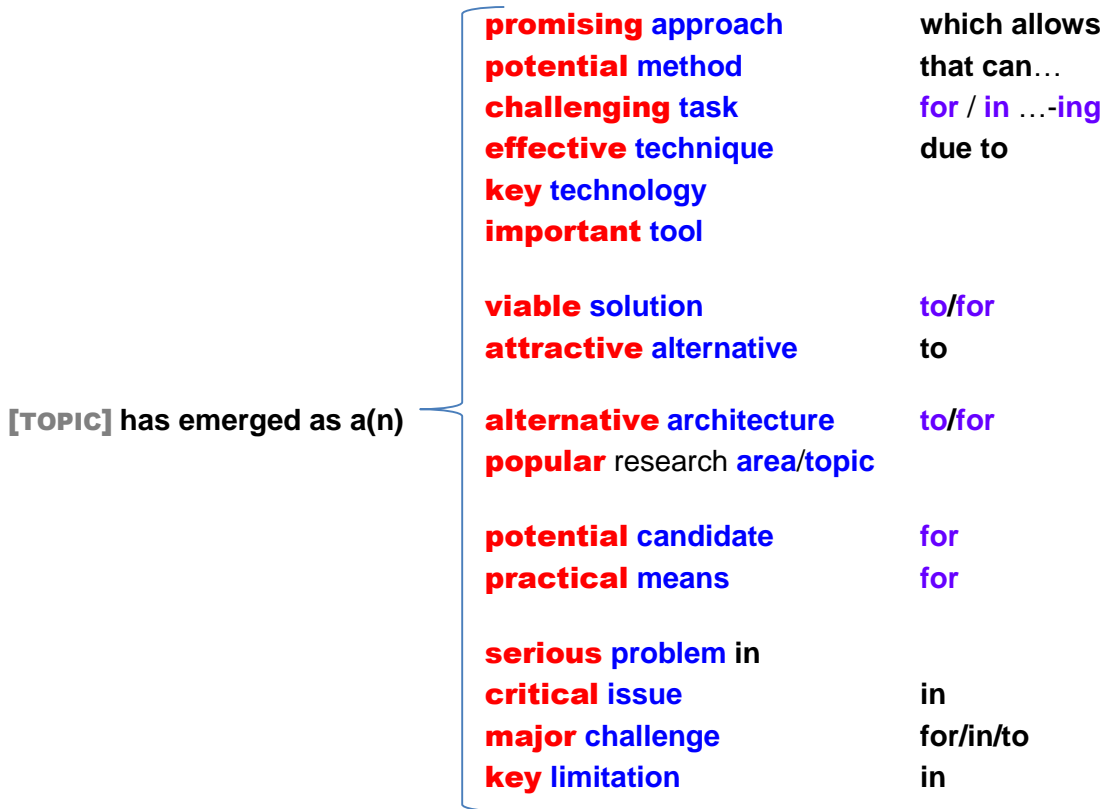 promising approach which allows
potential method that can…
challenging task for / in …-ing
effective technique due to
key technology
important tool
viable solution to/for
attractive alternative to
[TOPIC] has emerged as a(n) alternative architecture to/for
popular research area/topic
potential candidate for
practical means for
serious problem in
critical issue in
major challenge for/in/to
key limitation in